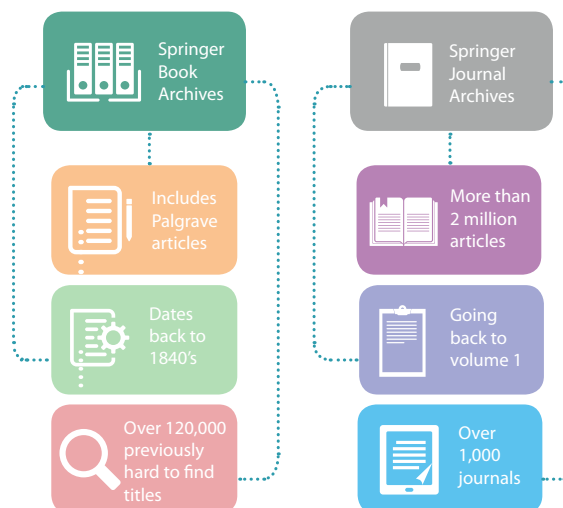 Springer
Book
Archives
Includes
Palgrave
articles
Dates
back to
1840's
Over 120,000
previously
hard to find
titles
Springer
Journal
Archives
More than
2 million
articles
Going
back to
volume 1
Over
1,000
journals